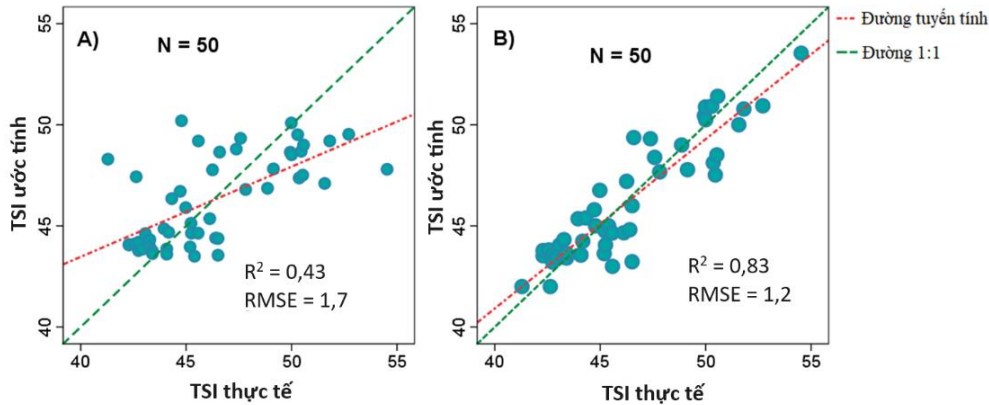 A)
N = 50
55
50
45
40
TSI ước tính
R² = 0,43
RMSE = 1,7
40
45
50
55
TSI thực tế
B)
N = 50
55
50
45
40
TSI ước tính
R² = 0,83
RMSE = 1,2
40
45
50
55
TSI thực tế
Đường tuyến tính
Đường 1:1